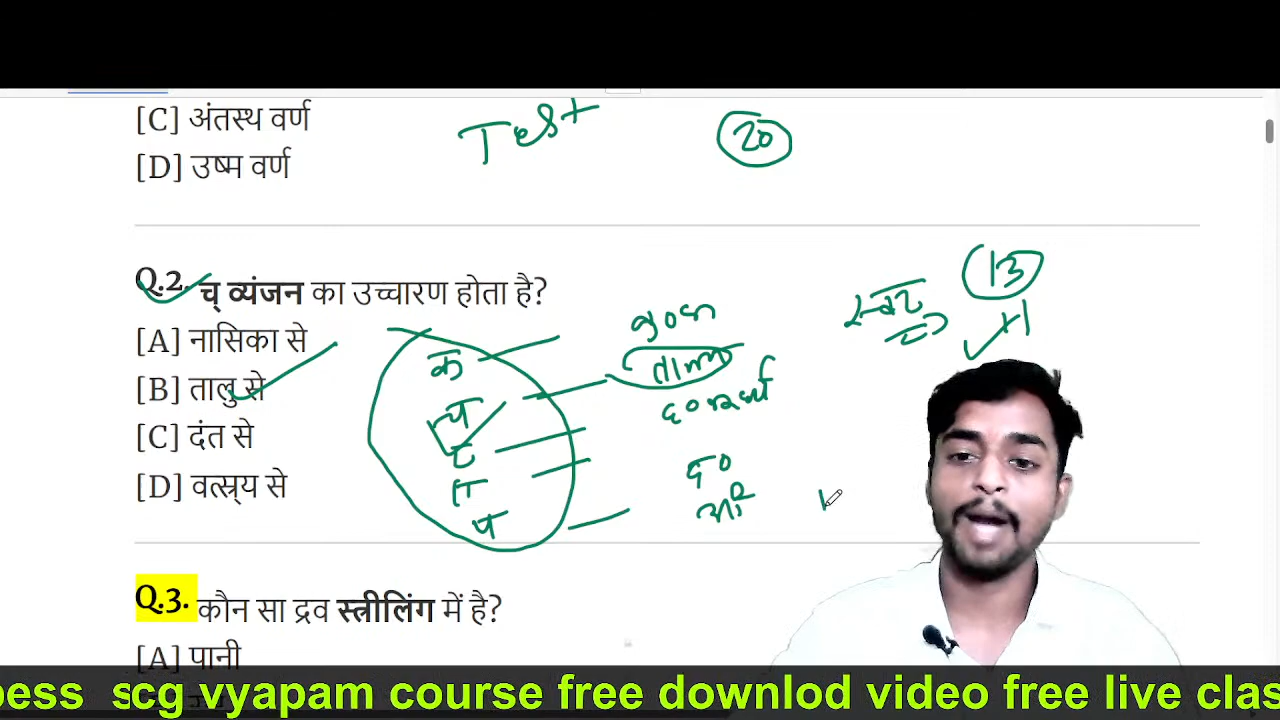 [C] अंतस्थ वर्ण
Test 20
[D] उष्म वर्ण
Q.2. च् व्यंजन का उच्चारण होता है?
13
स्वर
[A] नासिका से
क
तालु
[B] तालु से
च
[C] दंत से
ट
त
[D] वत्स्र्य से
प
Q.3. कौन सा द्रव स्त्रीलिंग में है?
[A] पानी
pess scg vyapam course free downlod video free live clas